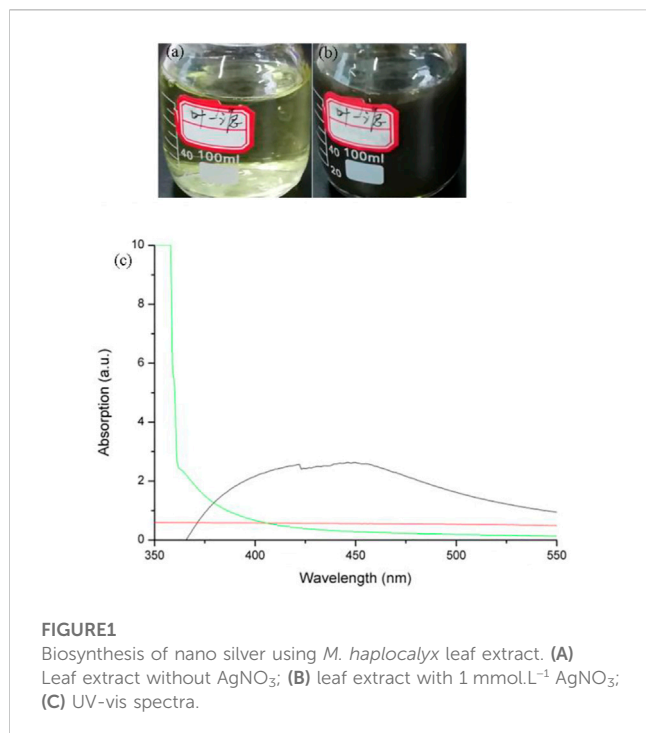 (a)
(b)
40 100ml
40 100ml
20
(c)
10
8
6
4
2
0
Absorption (a.u.)
350 400 450 500 550
Wavelength (nm)
FIGURE1
Biosynthesis of nano silver using M. haplocalyx leaf extract. (A)
Leaf extract without AgNO₃; (B) leaf extract with 1 mmol.L⁻¹ AgNO₃;
(C) UV-vis spectra.